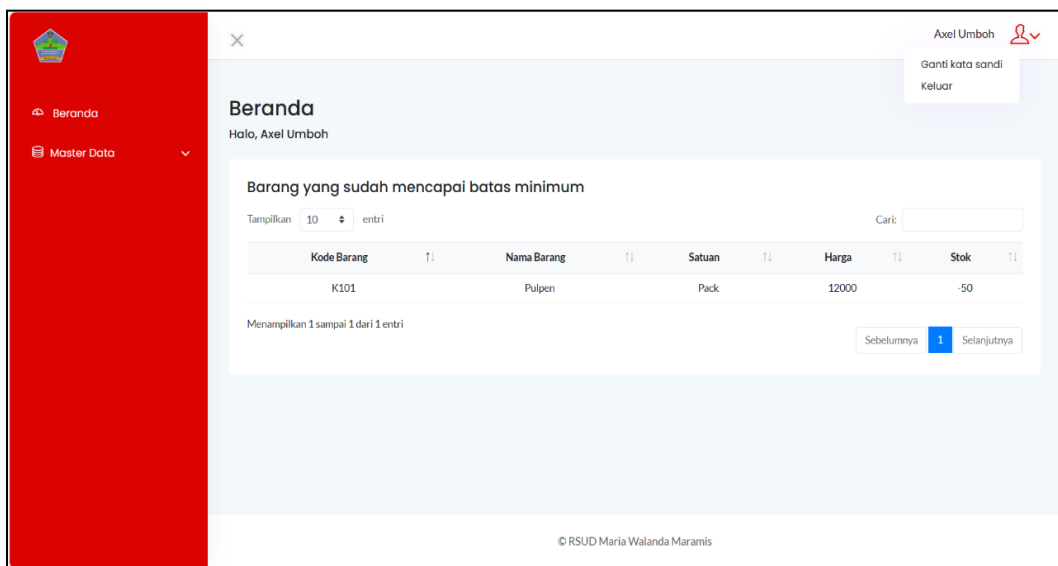 Axel Umboh
Ganti kata sandi
Keluar
Beranda
Master Data
Beranda
Halo, Axel Umboh
Barang yang sudah mencapai batas minimum
Tampilkan 10 entri Cari:
Kode Barang Nama Barang Satuan Harga Stok
K101 Pulpen Pack 12000 -50
Menampilkan 1 sampai 1 dari 1 entri
Sebelumnya 1 Selanjutnya
© RSUD Maria Walanda Maramis